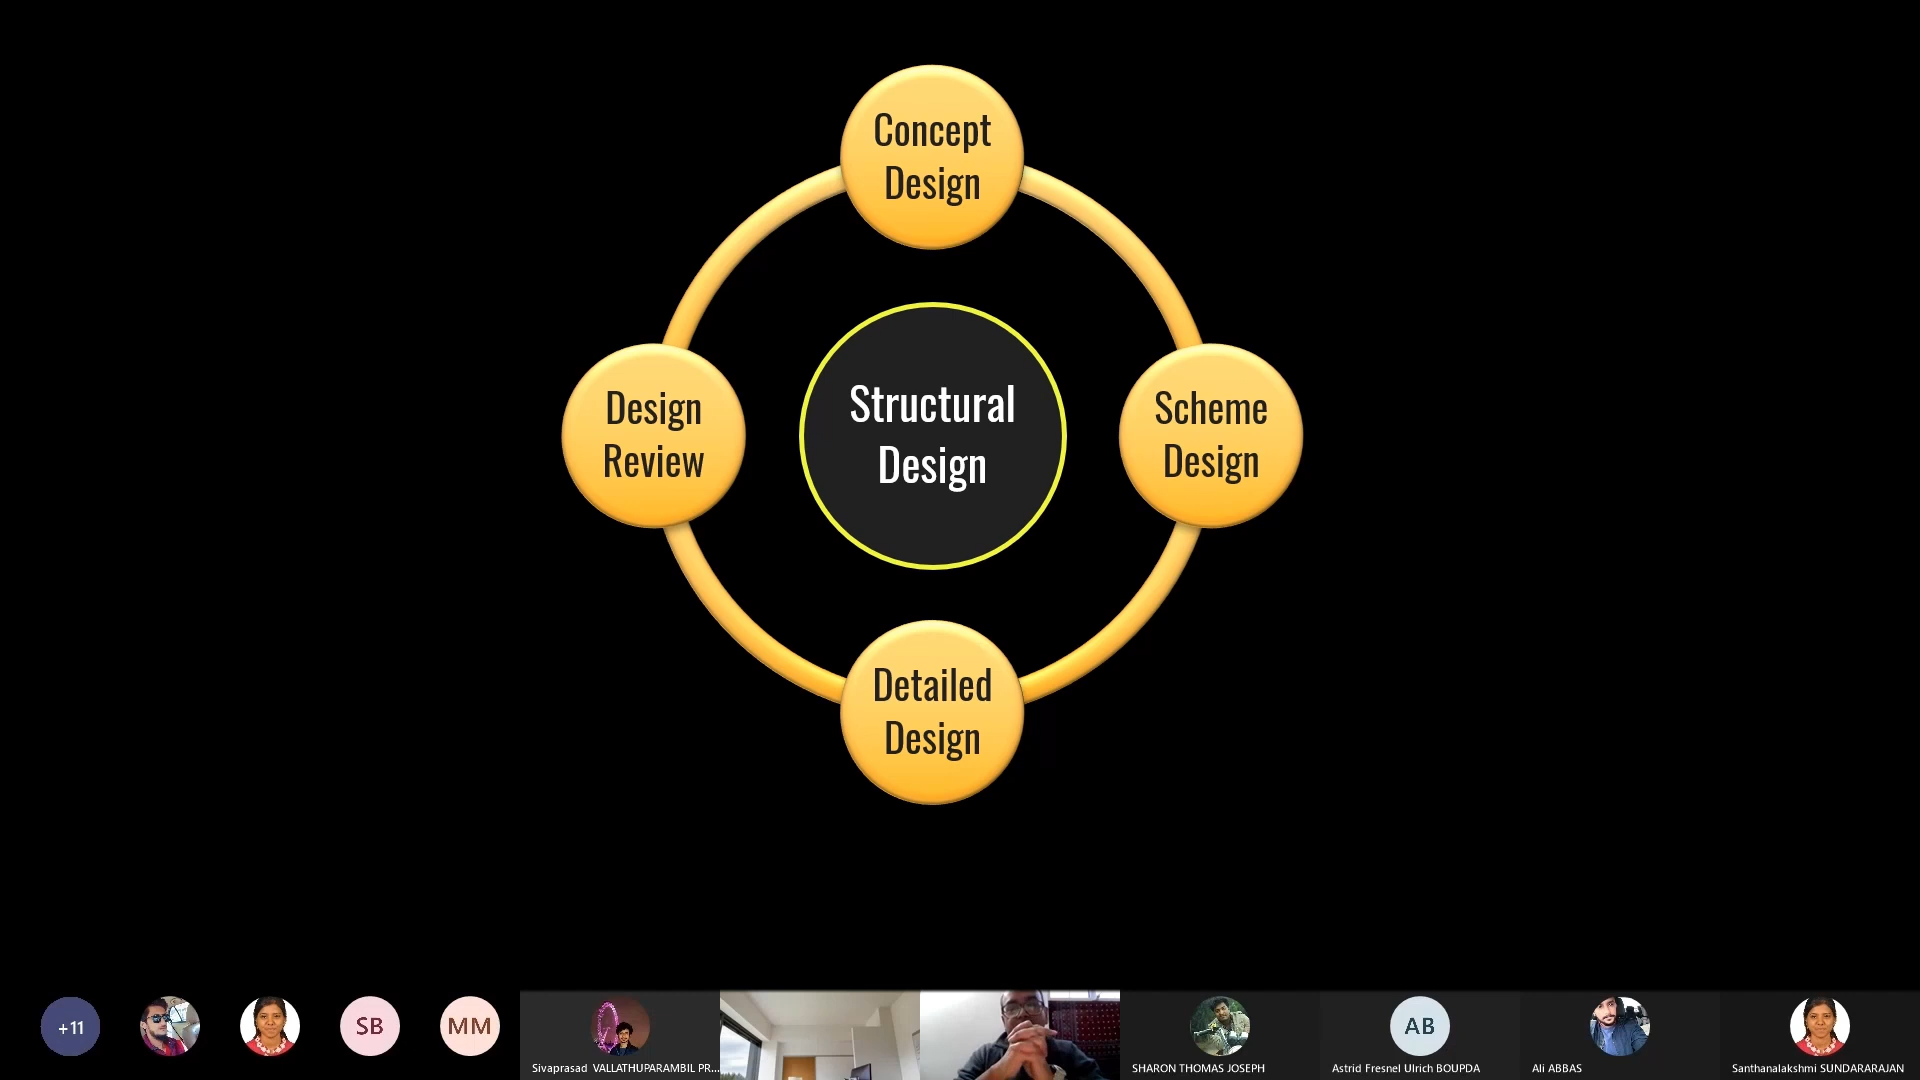 Concept
Design
Design
Review
Structural
Design
Scheme
Design
Detailed
Design
+11
SB
MM
Sivaprasad VALLATHUPARAMBIL PR...
SHARON THOMAS JOSEPH
AB
Astrid Fresnel Ulrich BOUPDA
Ali ABBAS
Santhanalakshmi SUNDARARAJAN